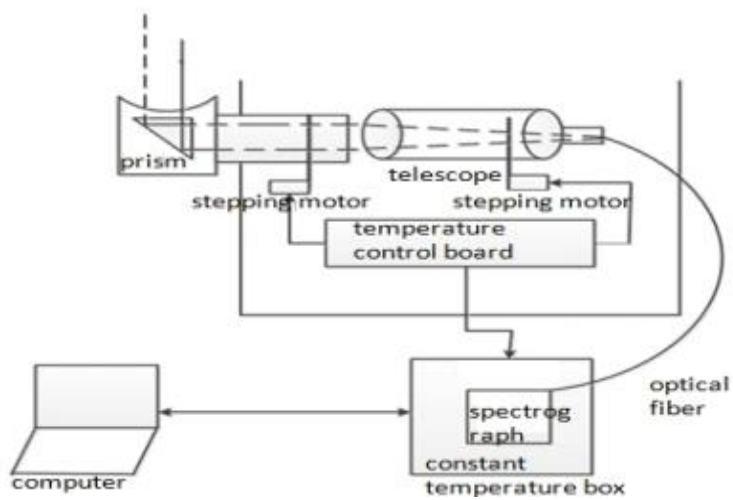 prism
telescope
stepping motor
stepping motor
temperature
control board
optical
fiber
spectrog
raph
constant
temperature box
computer